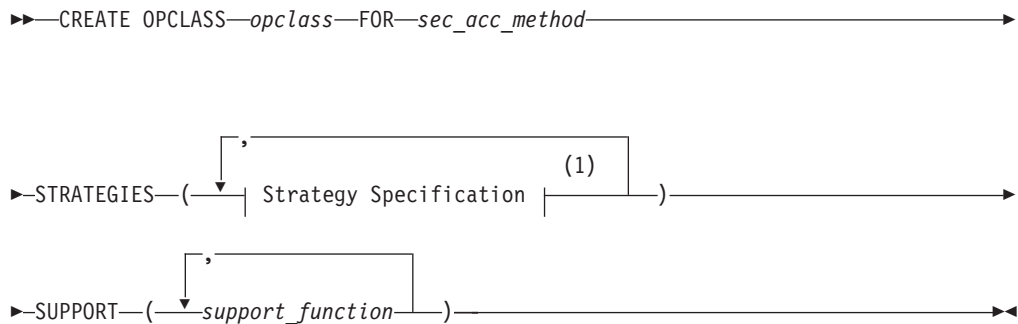 CREATE OPCLASS opclass FOR sec_acc_method
,
(1)
STRATEGIES ( Strategy Specification )
,
SUPPORT ( support_function )